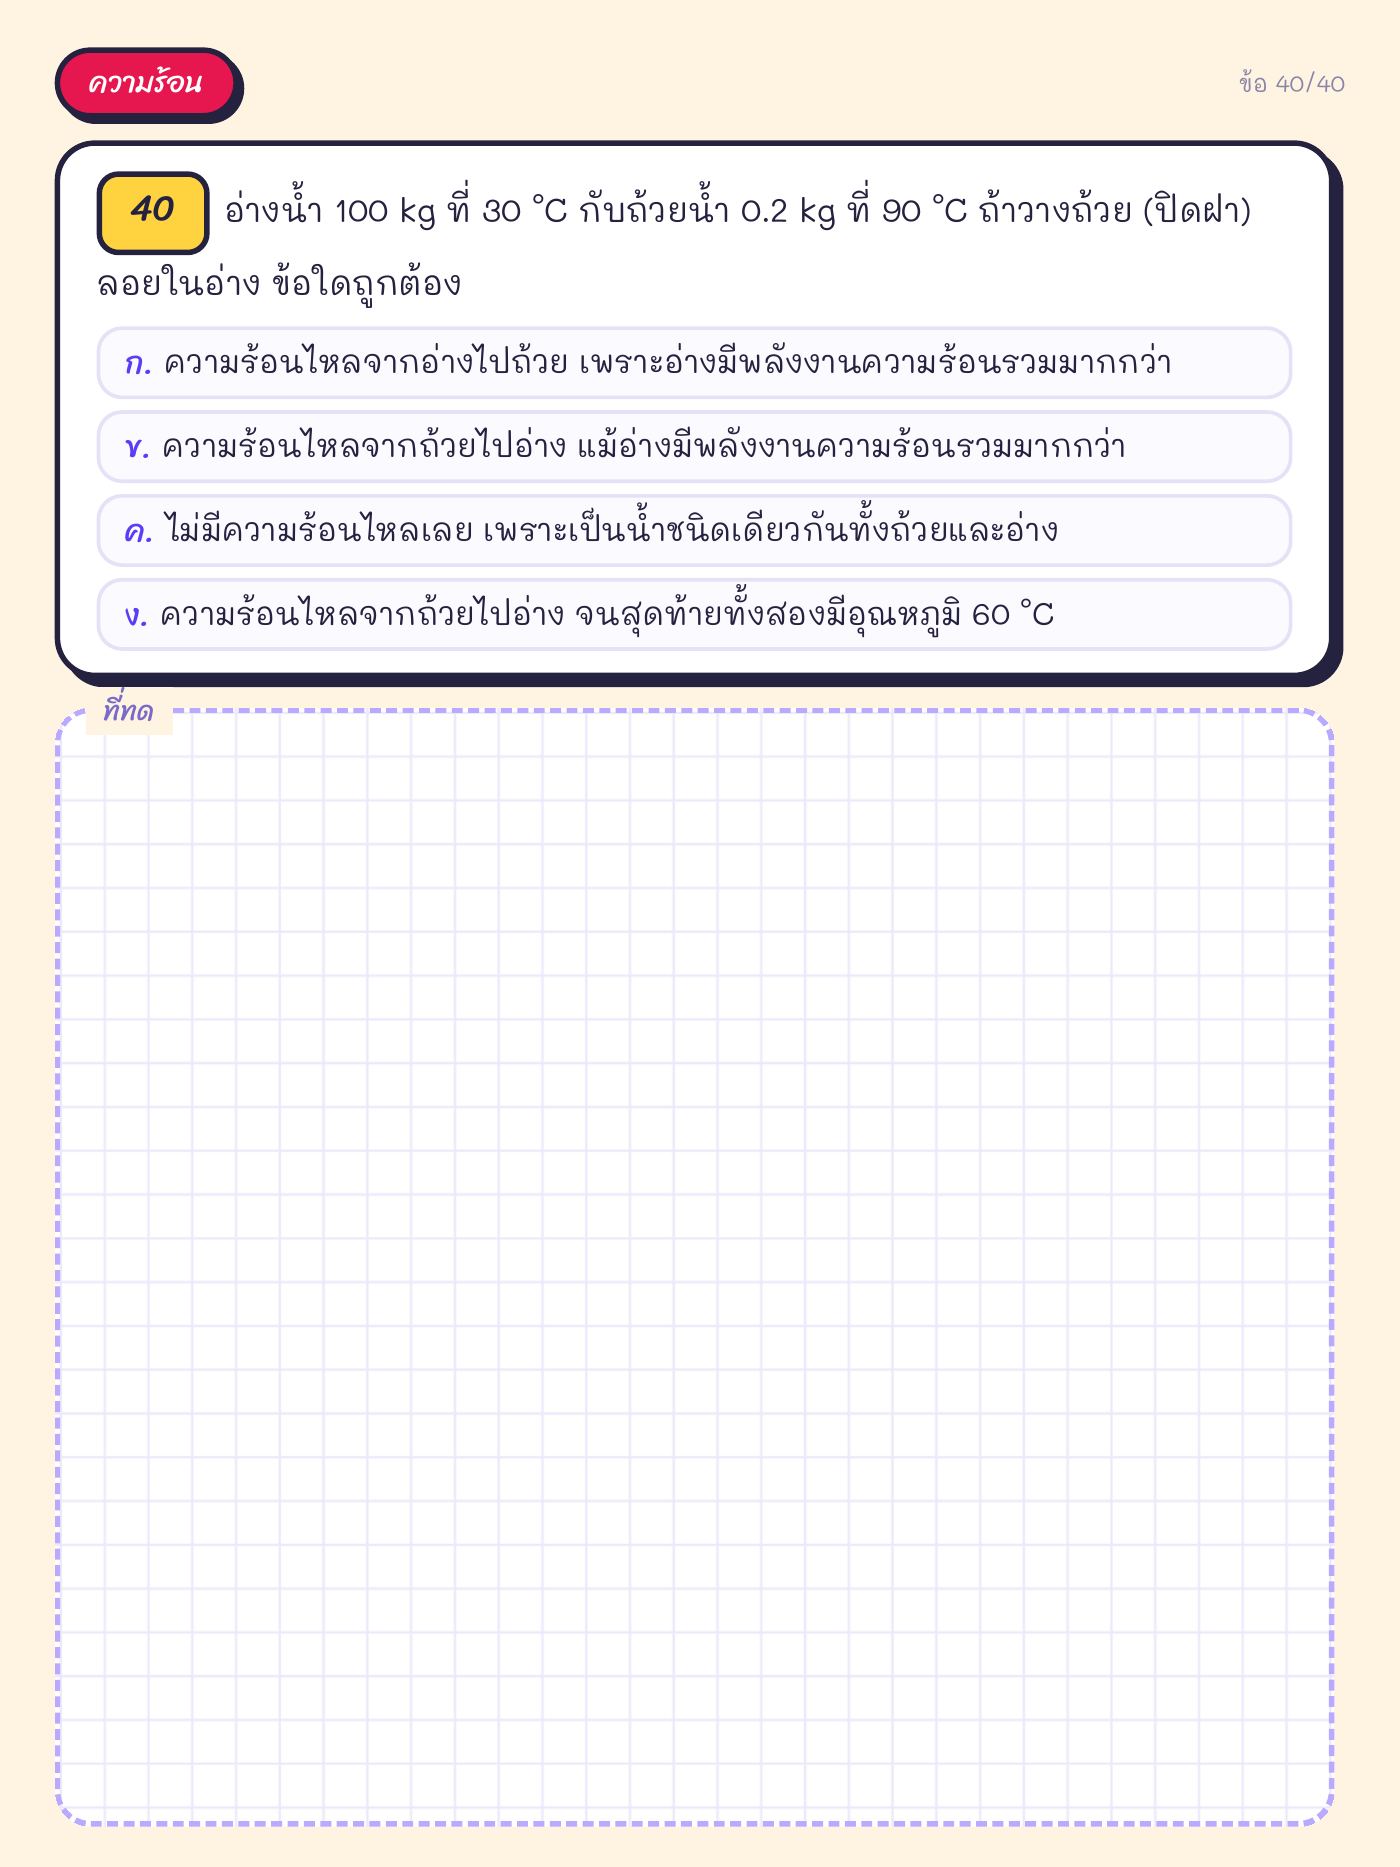 ความร้อน
ข้อ 40/40
40 อ่างน้ำ 100 kg ที่ 30 °C กับถ้วยน้ำ 0.2 kg ที่ 90 °C ถ้าวางถ้วย (ปิดฝา)
ลอยในอ่าง ข้อใดถูกต้อง
ก. ความร้อนไหลจากอ่างไปถ้วย เพราะอ่างมีพลังงานความร้อนรวมมากกว่า
ข. ความร้อนไหลจากถ้วยไปอ่าง แม้อ่างมีพลังงานความร้อนรวมมากกว่า
ค. ไม่มีความร้อนไหลเลย เพราะเป็นน้ำชนิดเดียวกันทั้งถ้วยและอ่าง
ง. ความร้อนไหลจากถ้วยไปอ่าง จนสุดท้ายทั้งสองมีอุณหภูมิ 60 °C
ที่ทด